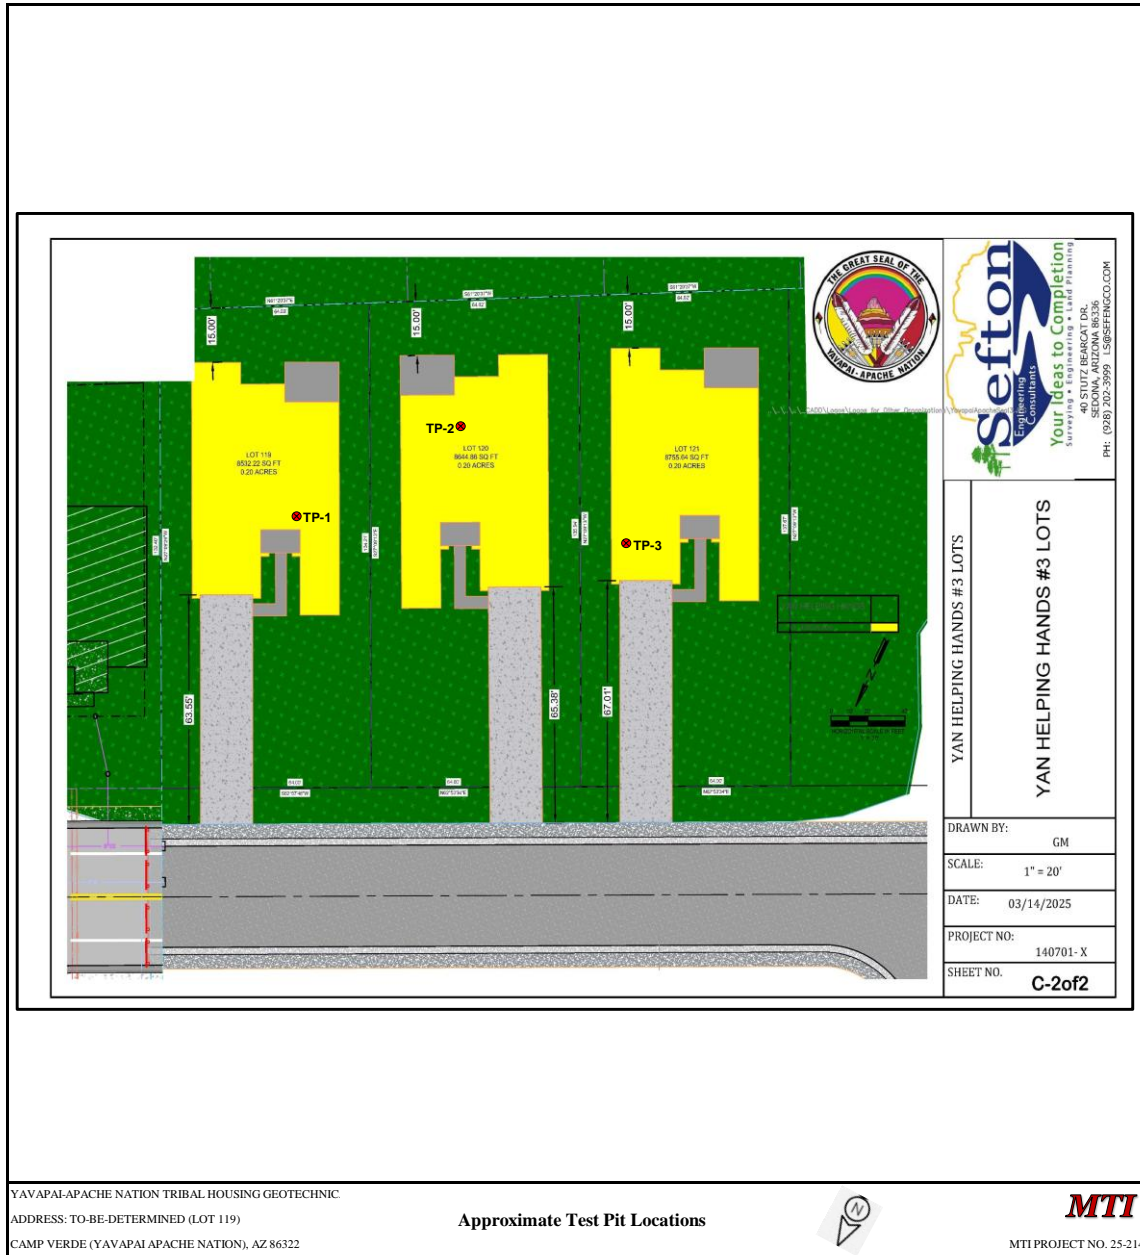 THE GREAT SEAL OF THE
YAVAPAI - APACHE NATION
Sefton
Engineering
Consultants
Your Ideas to Completion
Surveying • Engineering • Land Planning
40 STUTZ BEARCAT DR.
SEDONA, ARIZONA 86336
PH: (928) 202-3999 LS@SEFENGCO.COM
15.00'
15.00'
15.00'
TP-2
LOT 119
8532.22 SQ FT
0.20 ACRES
LOT 120
8644.86 SQ FT
0.20 ACRES
LOT 121
8755.64 SQ FT
0.20 ACRES
TP-1
TP-3
63.55'
65.38'
67.01'
YAN HELPING HANDS #3 LOTS
YAN HELPING HANDS #3 LOTS
DRAWN BY:
GM
SCALE:
1" = 20'
DATE:
03/14/2025
PROJECT NO:
140701- X
SHEET NO.
C-2of2
YAVAPAI-APACHE NATION TRIBAL HOUSING GEOTECHNIC
ADDRESS: TO-BE-DETERMINED (LOT 119)
CAMP VERDE (YAVAPAI APACHE NATION), AZ 86322
Approximate Test Pit Locations
N
MTI
MTI PROJECT NO. 25-214